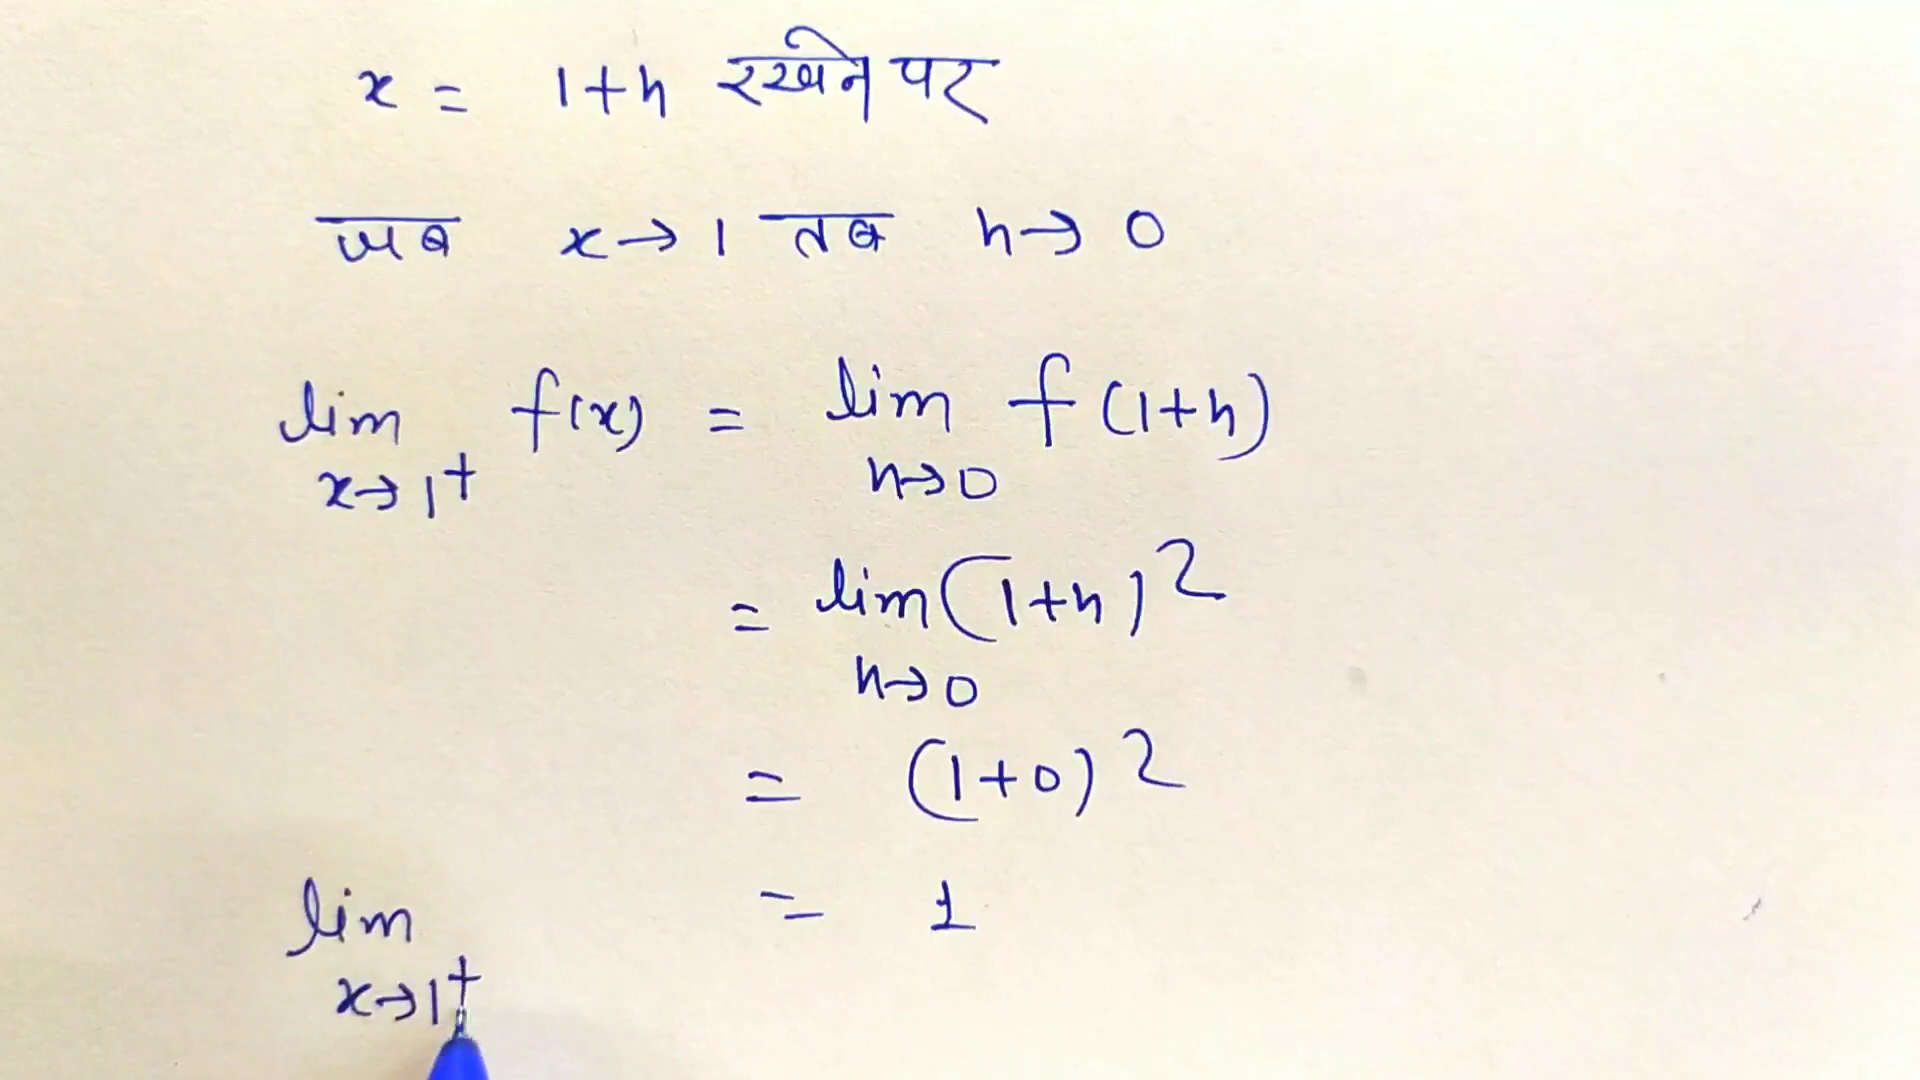 x = 1+h रखने पर
जब x→1 तब h→0
lim f(x) = lim f(1+h)
x→1⁺ h→0
= lim (1+h)²
h→0
= (1+0)²
= 1
lim
x→1⁺